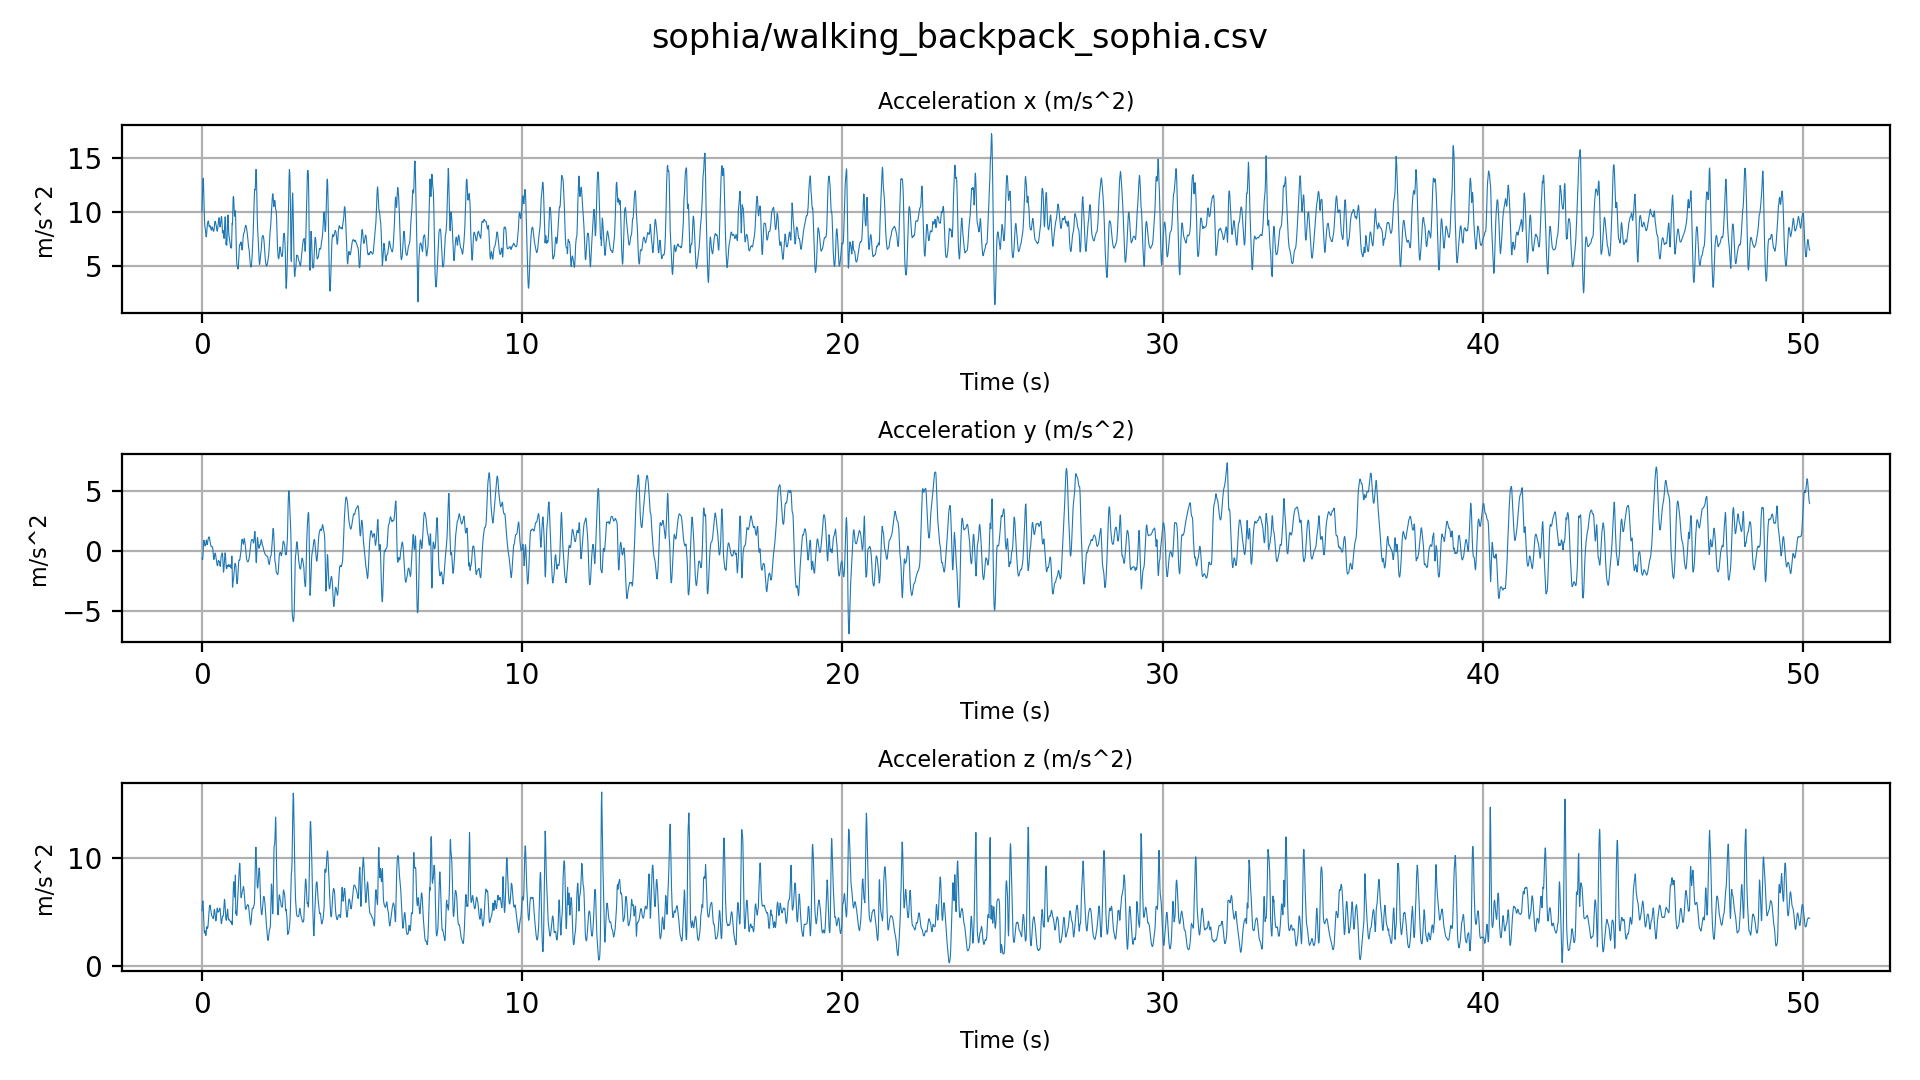 sophia/walking_backpack_sophia.csv
Acceleration x (m/s^2)
m/s^2
15
10
5
0 10 20 30 40 50
Time (s)
Acceleration y (m/s^2)
m/s^2
5
0
−5
0 10 20 30 40 50
Time (s)
Acceleration z (m/s^2)
m/s^2
10
0
0 10 20 30 40 50
Time (s)